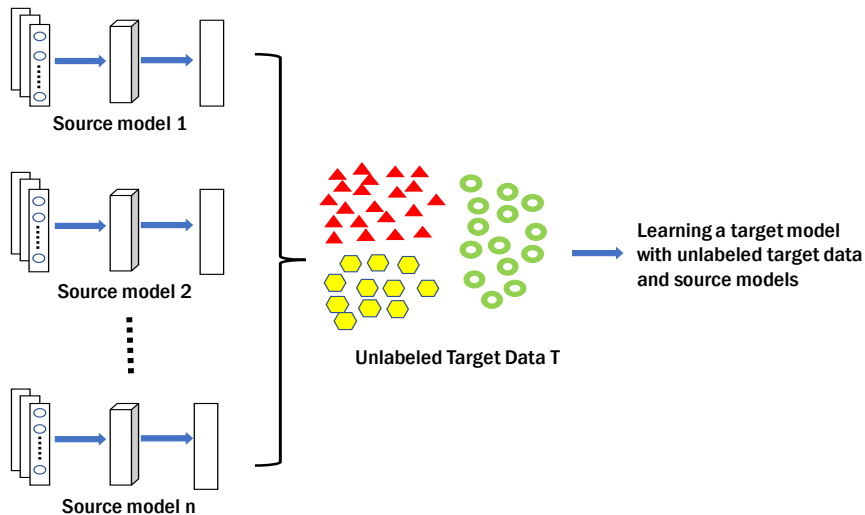 Source model 1
Source model 2
Source model n
Unlabeled Target Data T
Learning a target model
with unlabeled target data
and source models